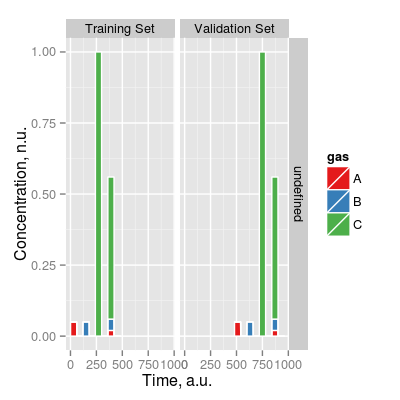 Training Set Validation Set
Concentration, n.u.
1.00
0.75
0.50
0.25
0.00
undefined
gas
A
B
C
0 250 500 750 1000 0 250 500 750 1000
Time, a.u.